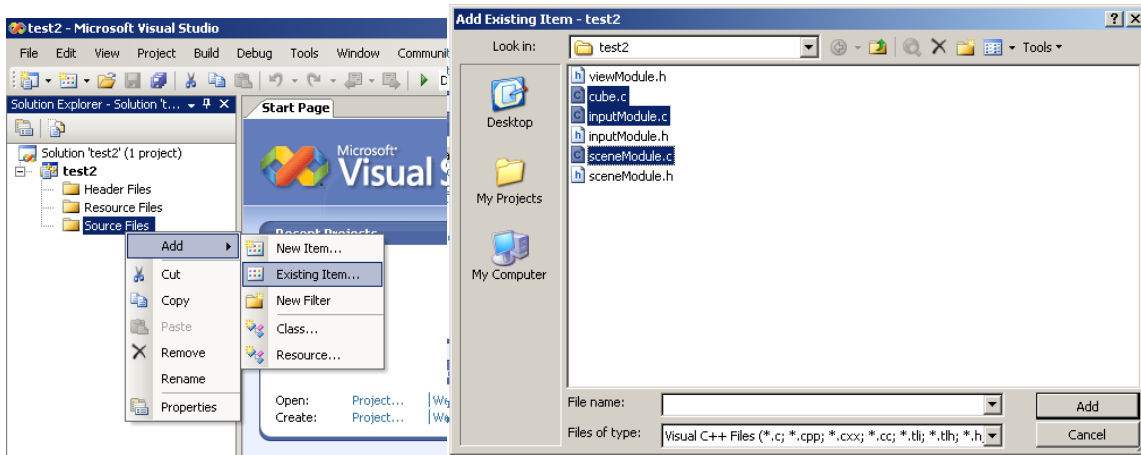 test2 - Microsoft Visual Studio
File Edit View Project Build Debug Tools Window Communit
Solution Explorer - Solution 't...
Start Page
Solution 'test2' (1 project)
test2
Header Files
Resource Files
Source Files
Microsoft
Visual S
Recent Projects
Add
Cut
Copy
Paste
Remove
Rename
Properties
New Item...
Existing Item...
New Filter
Class...
Resource...
Open: Project...
Create: Project...
Add Existing Item - test2
Look in: test2
Tools
Desktop
My Projects
My Computer
viewModule.h
cube.c
inputModule.c
inputModule.h
sceneModule.c
sceneModule.h
File name:
Add
Files of type: Visual C++ Files (*.c; *.cpp; *.cxx; *.cc; *.tli; *.tlh; *.h
Cancel